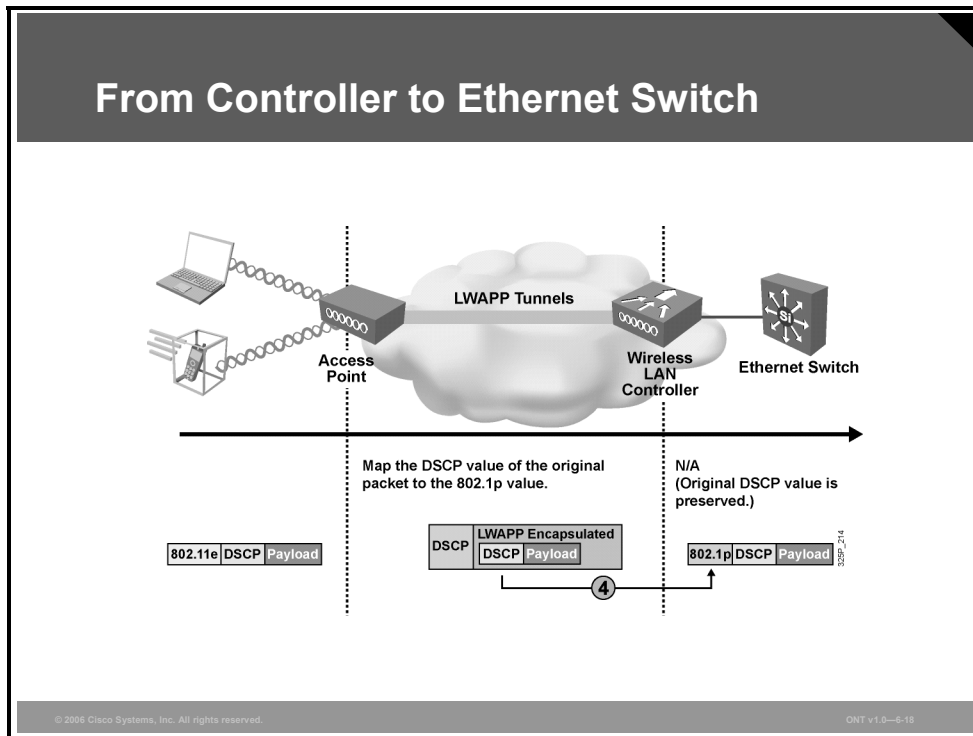 From Controller to Ethernet Switch
LWAPP Tunnels
Si
Access
Point
Wireless
LAN
Controller
Ethernet Switch
Map the DSCP value of the original
packet to the 802.1p value.
N/A
(Original DSCP value is
preserved.)
802.11e DSCP Payload
DSCP
LWAPP Encapsulated
DSCP Payload
802.1p DSCP Payload
4
325P_214
© 2006 Cisco Systems, Inc. All rights reserved.
ONT v1.0—6-18